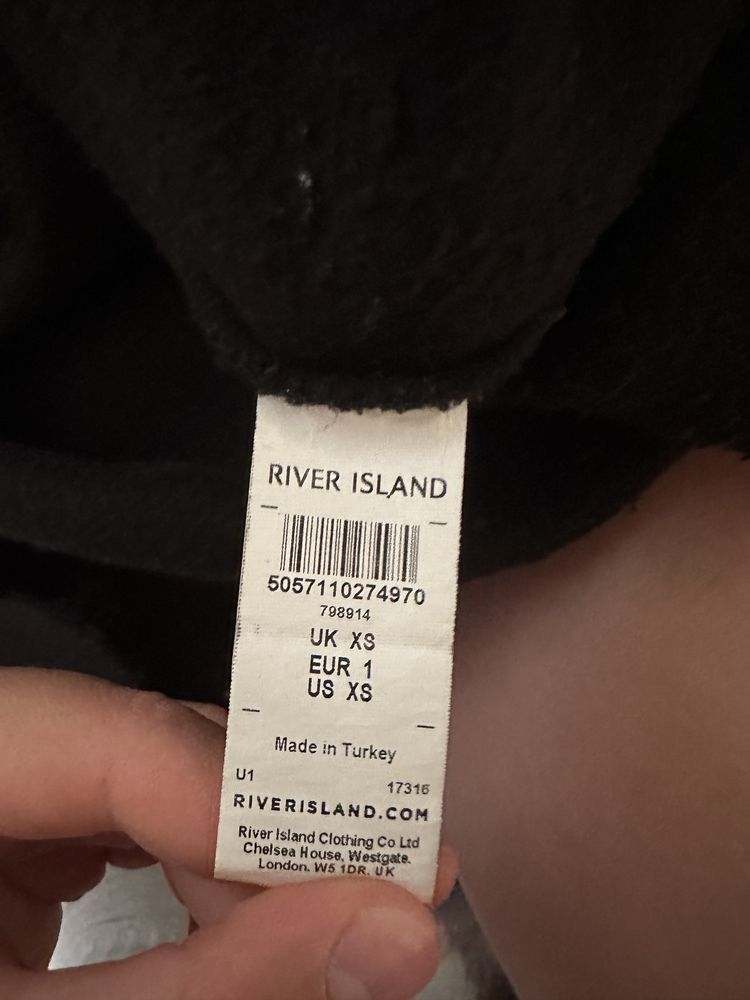 RIVER ISLAND
5057110274970
798914
UK XS
EUR 1
US XS
Made in Turkey
U1 17316
RIVERISLAND.COM
River Island Clothing Co Ltd
Chelsea House, Westgate.
London. W5 1DR. UK